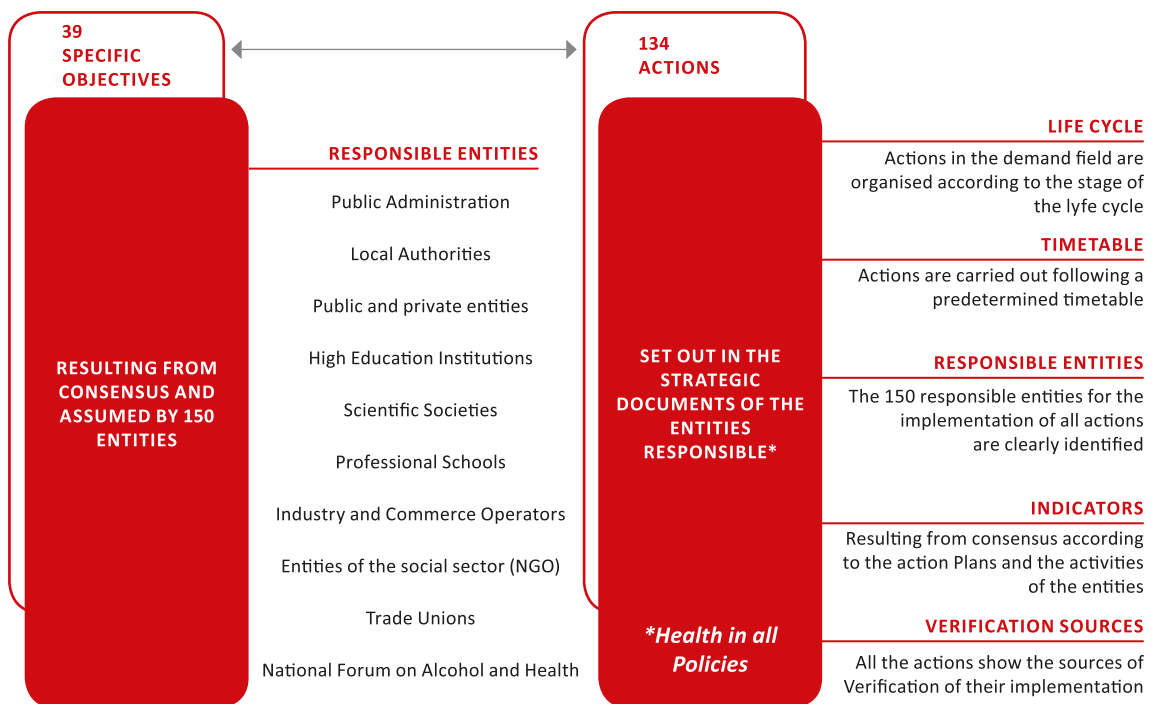 39
SPECIFIC
OBJECTIVES
RESULTING FROM
CONSENSUS AND
ASSUMED BY 150
ENTITIES
RESPONSIBLE ENTITIES
Public Administration
Local Authorities
Public and private entities
High Education Institutions
Scientific Societies
Professional Schools
Industry and Commerce Operators
Entities of the social sector (NGO)
Trade Unions
National Forum on Alcohol and Health
134
ACTIONS
SET OUT IN THE
STRATEGIC
DOCUMENTS OF THE
ENTITIES
RESPONSIBLE*
*Health in all
Policies
LIFE CYCLE
Actions in the demand field are
organised according to the stage of
the lyfe cycle
TIMETABLE
Actions are carried out following a
predetermined timetable
RESPONSIBLE ENTITIES
The 150 responsible entities for the
implementation of all actions
are clearly identified
INDICATORS
Resulting from consensus according
to the action Plans and the activities
of the entities
VERIFICATION SOURCES
All the actions show the sources of
Verification of their implementation